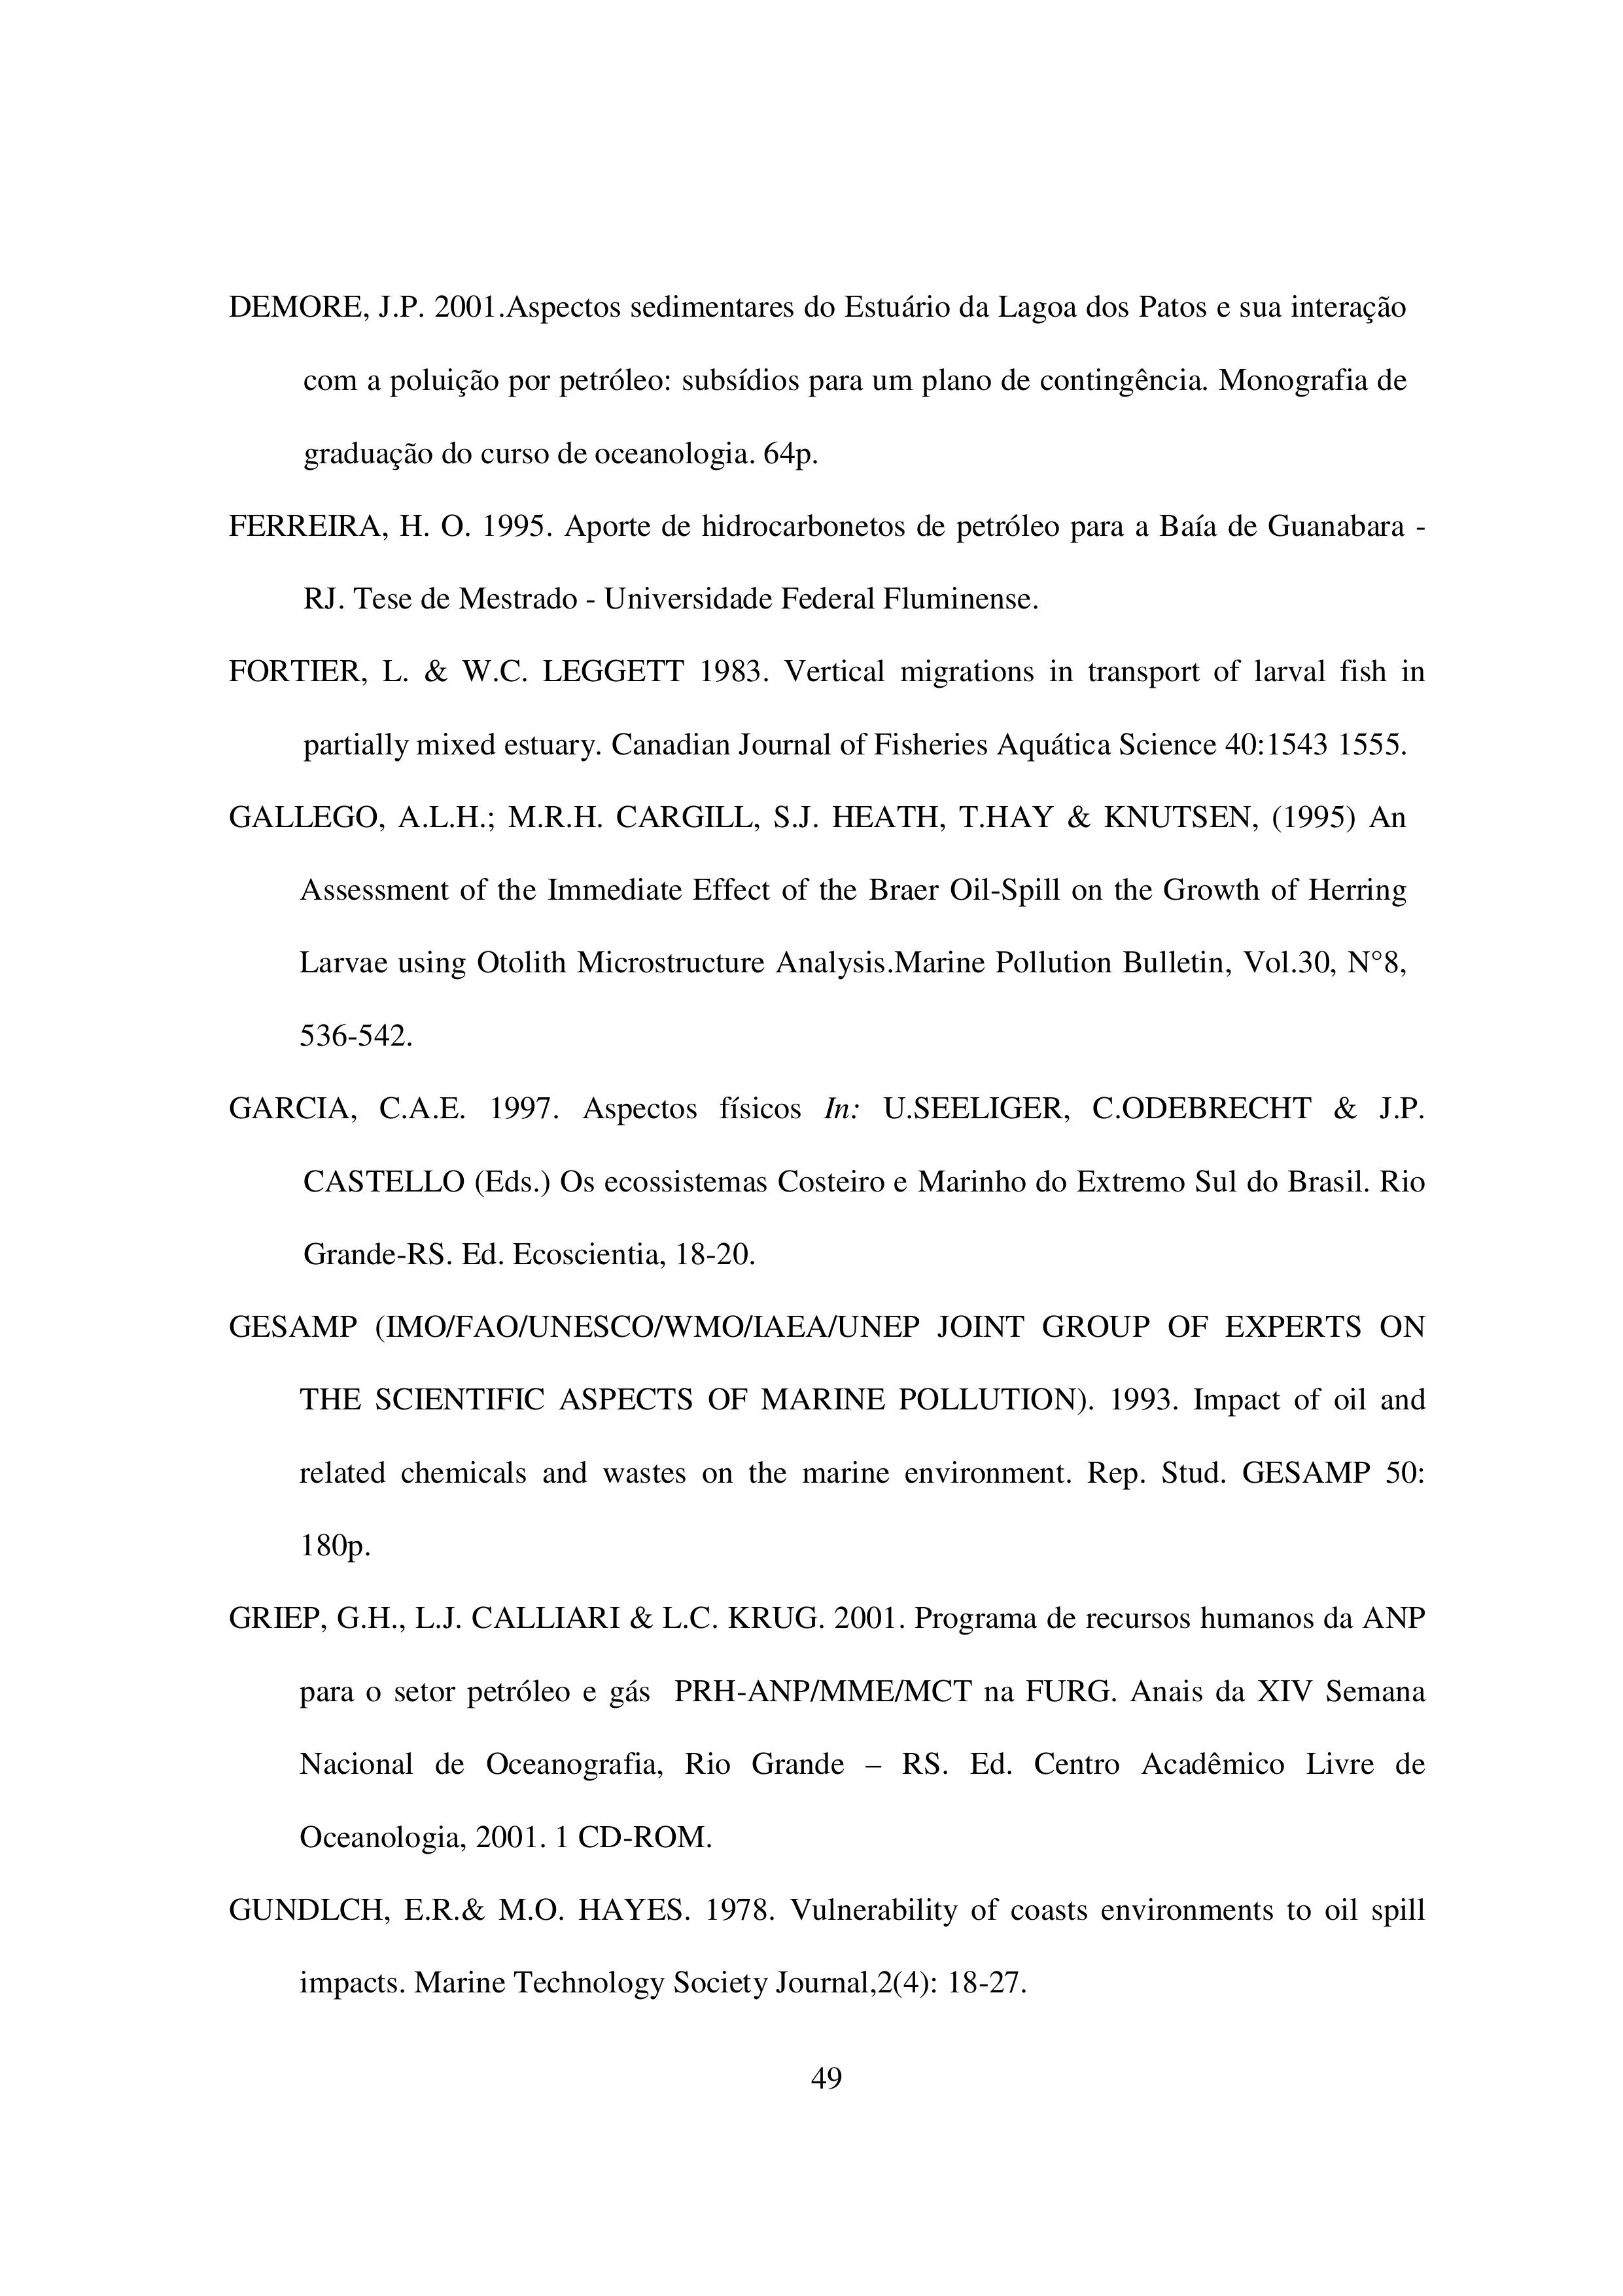 DEMORE, J.P. 2001.Aspectos sedimentares do Estuário da Lagoa dos Patos e sua interação
com a poluição por petróleo: subsídios para um plano de contingência. Monografia de
graduação do curso de oceanologia. 64p.
FERREIRA, H. O. 1995. Aporte de hidrocarbonetos de petróleo para a Baía de Guanabara -
RJ. Tese de Mestrado - Universidade Federal Fluminense.
FORTIER, L. & W.C. LEGGETT 1983. Vertical migrations in transport of larval fish in
partially mixed estuary. Canadian Journal of Fisheries Aquática Science 40:1543 1555.
GALLEGO, A.L.H.; M.R.H. CARGILL, S.J. HEATH, T.HAY & KNUTSEN, (1995) An
Assessment of the Immediate Effect of the Braer Oil-Spill on the Growth of Herring
Larvae using Otolith Microstructure Analysis.Marine Pollution Bulletin, Vol.30, N°8,
536-542.
GARCIA, C.A.E. 1997. Aspectos físicos In: U.SEELIGER, C.ODEBRECHT & J.P.
CASTELLO (Eds.) Os ecossistemas Costeiro e Marinho do Extremo Sul do Brasil. Rio
Grande-RS. Ed. Ecoscientia, 18-20.
GESAMP (IMO/FAO/UNESCO/WMO/IAEA/UNEP JOINT GROUP OF EXPERTS ON
THE SCIENTIFIC ASPECTS OF MARINE POLLUTION). 1993. Impact of oil and
related chemicals and wastes on the marine environment. Rep. Stud. GESAMP 50:
180p.
GRIEP, G.H., L.J. CALLIARI & L.C. KRUG. 2001. Programa de recursos humanos da ANP
para o setor petróleo e gás  PRH-ANP/MME/MCT na FURG. Anais da XIV Semana
Nacional de Oceanografia, Rio Grande – RS. Ed. Centro Acadêmico Livre de
Oceanologia, 2001. 1 CD-ROM.
GUNDLCH, E.R.& M.O. HAYES. 1978. Vulnerability of coasts environments to oil spill
impacts. Marine Technology Society Journal,2(4): 18-27.
49